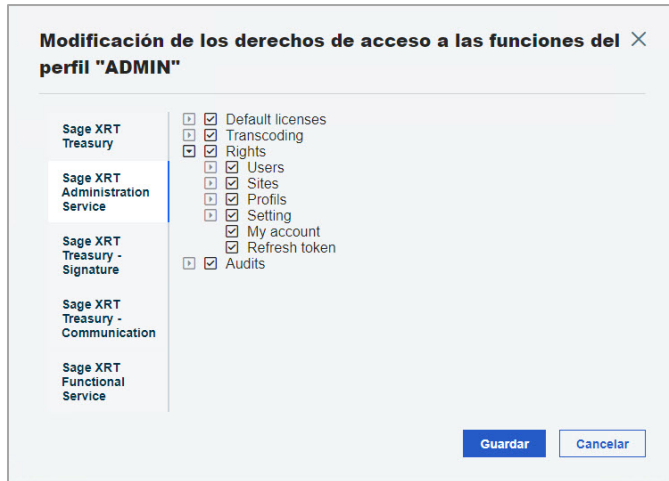 Modificación de los derechos de acceso a las funciones del
perfil "ADMIN"
Sage XRT
Treasury
Sage XRT
Administration
Service
Sage XRT
Treasury -
Signature
Sage XRT
Treasury -
Communication
Sage XRT
Functional
Service
Default licenses
Transcoding
Rights
Users
Sites
Profils
Setting
My account
Refresh token
Audits
Guardar
Cancelar